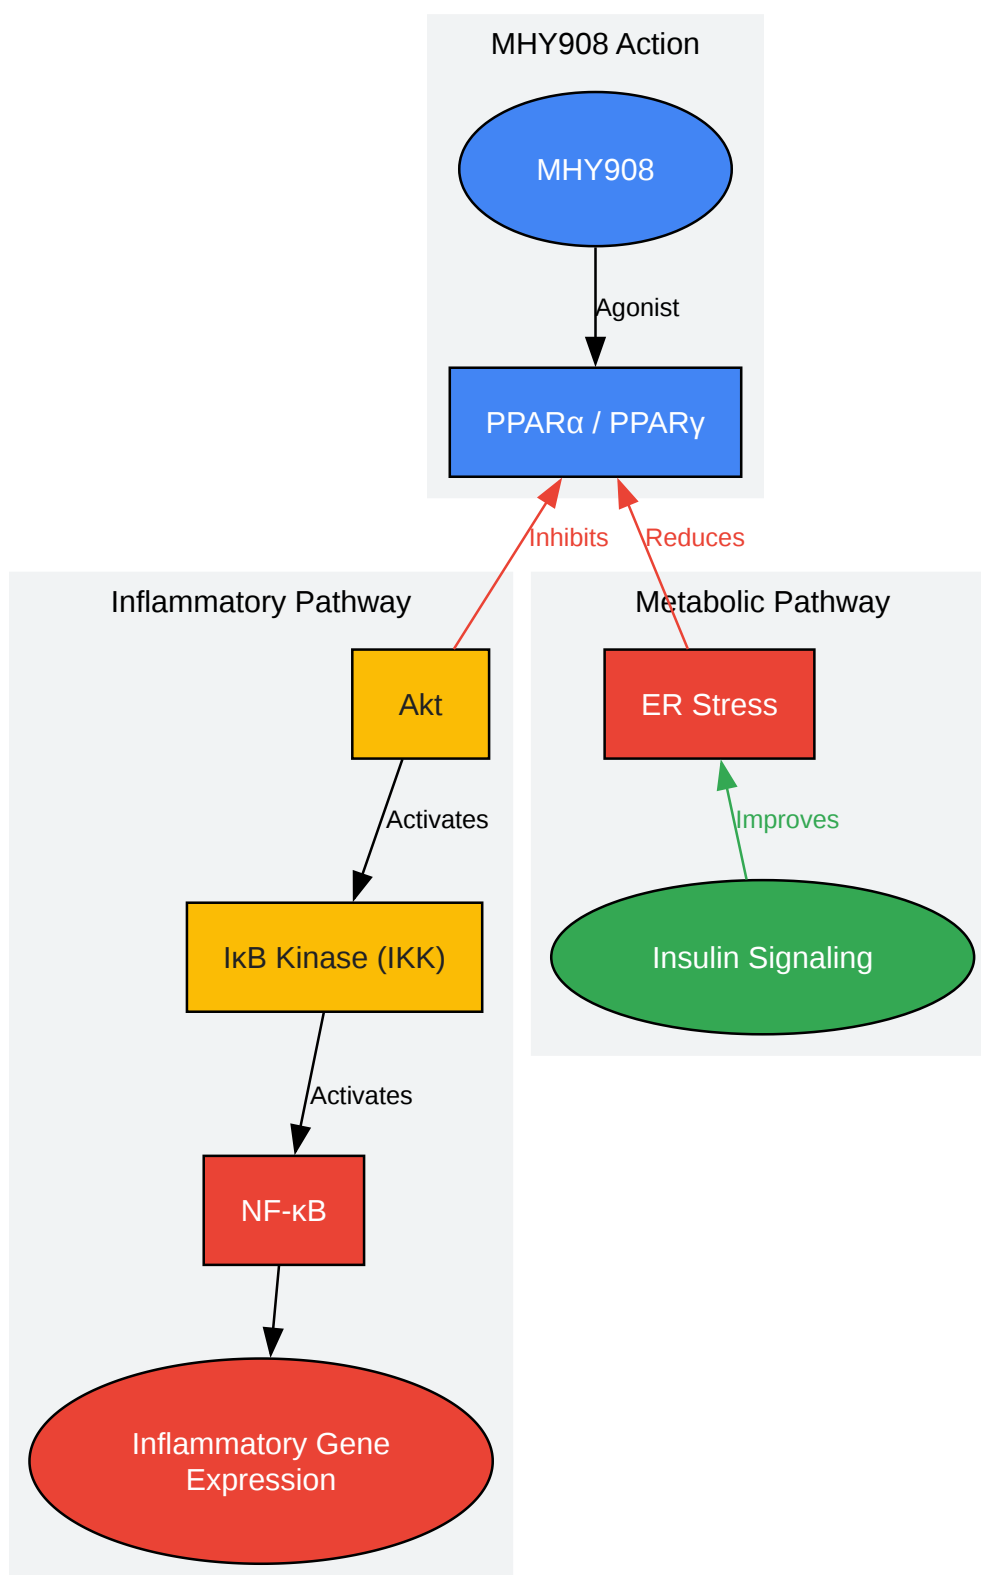 MHY908 Action
MHY908
Agonist
PPARα / PPARγ
Inhibits
Reduces
Inflammatory Pathway
Akt
Activates
IκB Kinase (IKK)
Activates
NF-κB
Inflammatory Gene
Expression
Metabolic Pathway
ER Stress
Improves
Insulin Signaling